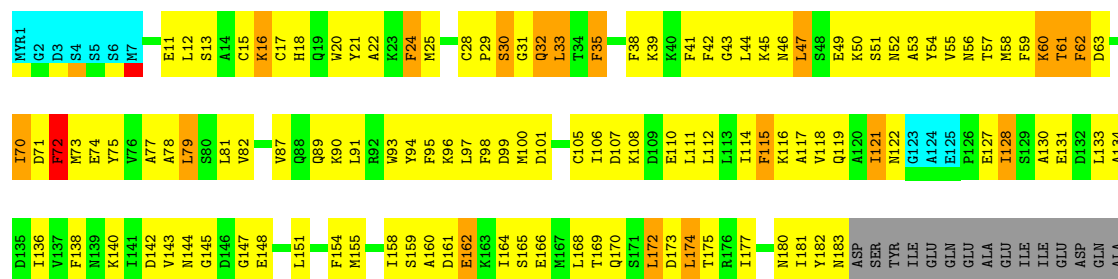 MYR1 G2 D3 S4 S5 S6 M7 E11 L12 S13 A14 C15 K16 C17 H18 Q19 W20 Y21 A22 K23 F24 M25 C28 P29 S30 G31 Q32 L33 T34 F35 F38 K39 K40 F41 F42 G43 L44 K45 N46 L47 S48 E49 K50 S51 N52 A53 Y54 V55 N56 T57 M58 F59 K60 T61 F62 D63
I70 D71 F72 M73 E74 Y75 V76 A77 A78 L79 S80 L81 V82 V87 Q88 Q89 K90 L91 R92 W93 Y94 F95 K96 L97 F98 D99 M100 D101 C105 I106 D107 K108 D109 E110 L111 L112 L113 I114 F115 K116 A117 V118 Q119 A120 I121 N122 G123 A124 E125 P126 E127 I128 S129 A130 E131 D132 L133 A134
D135 I136 V137 F138 N139 K140 I141 D142 V143 N144 G145 D146 G147 E148 L151 F154 M155 I158 S159 A160 D161 E162 K163 I164 S165 E166 M167 L168 T169 Q170 S171 L172 D173 L174 T175 R176 I177 N180 I181 Y182 N183 ASP SER TYR ILE GLU GLN GLU ALA GLU ILE ILE GLU ASP GLN